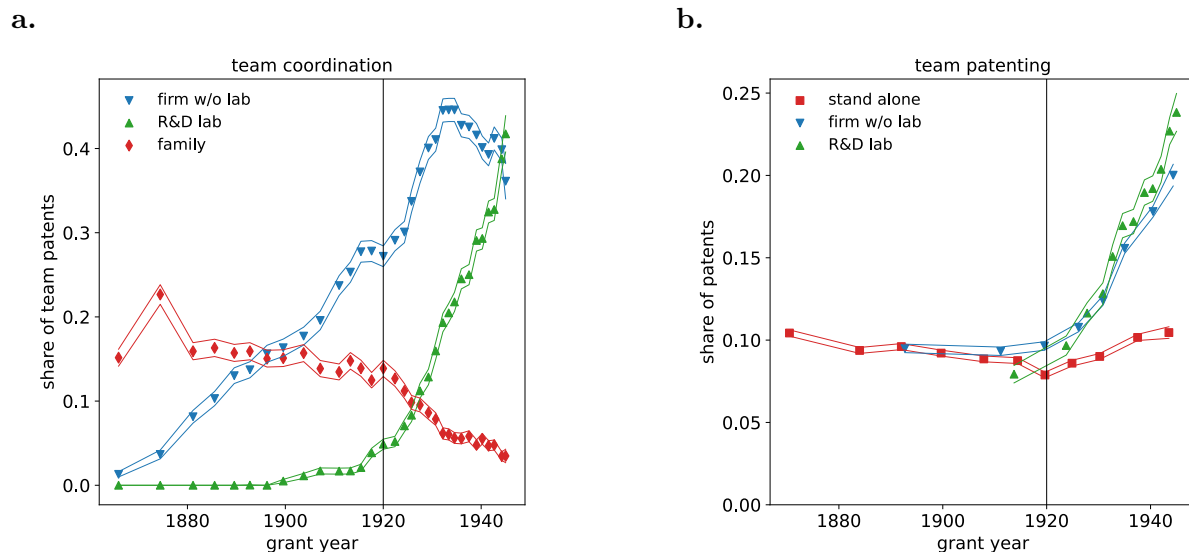 a.
team coordination
firm w/o lab
R&D lab
family
share of team patents
0.4
0.3
0.2
0.1
0.0
1880 1900 1920 1940
grant year
b.
team patenting
stand alone
firm w/o lab
R&D lab
share of patents
0.25
0.20
0.15
0.10
0.05
0.00
1880 1900 1920 1940
grant year